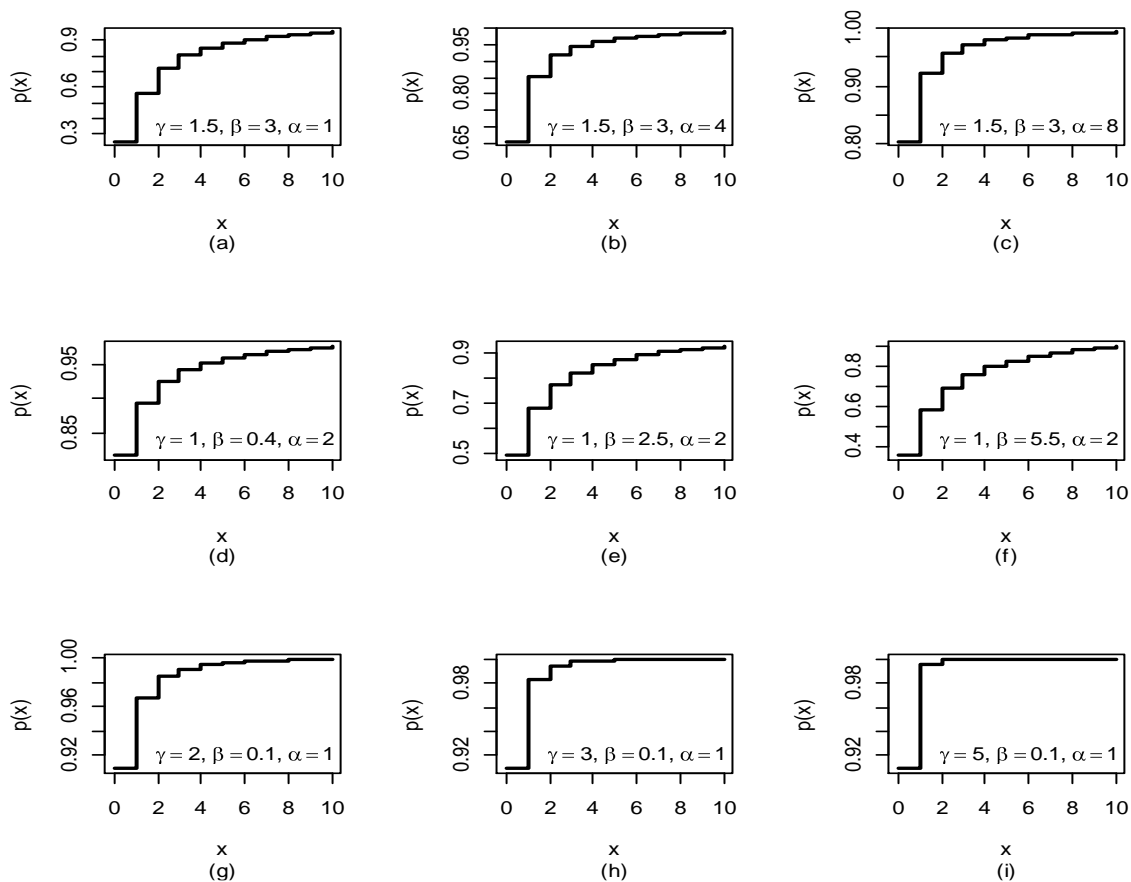 p(x)
0.3 0.6 0.9
γ = 1.5, β = 3, α = 1
0 2 4 6 8 10
x
(a)
p(x)
0.65 0.80 0.95
γ = 1.5, β = 3, α = 4
0 2 4 6 8 10
x
(b)
p(x)
0.80 0.90 1.00
γ = 1.5, β = 3, α = 8
0 2 4 6 8 10
x
(c)
p(x)
0.85 0.95
γ = 1, β = 0.4, α = 2
0 2 4 6 8 10
x
(d)
p(x)
0.5 0.7 0.9
γ = 1, β = 2.5, α = 2
0 2 4 6 8 10
x
(e)
p(x)
0.4 0.6 0.8
γ = 1, β = 5.5, α = 2
0 2 4 6 8 10
x
(f)
p(x)
0.92 0.96 1.00
γ = 2, β = 0.1, α = 1
0 2 4 6 8 10
x
(g)
p(x)
0.92 0.98
γ = 3, β = 0.1, α = 1
0 2 4 6 8 10
x
(h)
p(x)
0.92 0.98
γ = 5, β = 0.1, α = 1
0 2 4 6 8 10
x
(i)